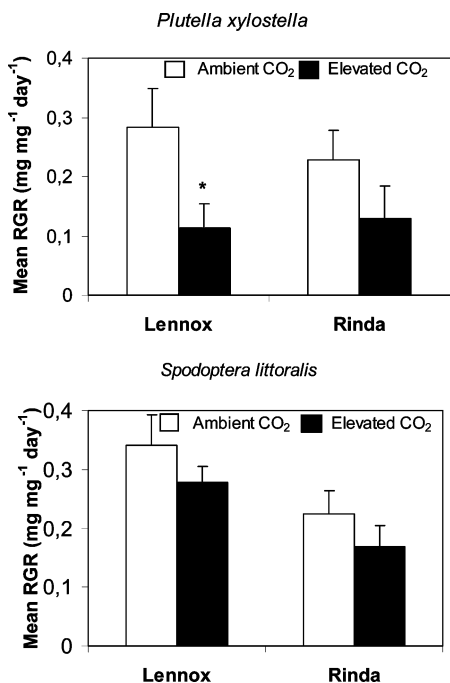 Plutella xylostella
Mean RGR (mg mg⁻¹ day⁻¹)
0,4
0,3
0,2
0,1
0
Ambient CO₂ Elevated CO₂
*
Lennox Rinda
Spodoptera littoralis
Mean RGR (mg mg⁻¹ day⁻¹)
0,4
0,3
0,2
0,1
0
Ambient CO₂ Elevated CO₂
Lennox Rinda